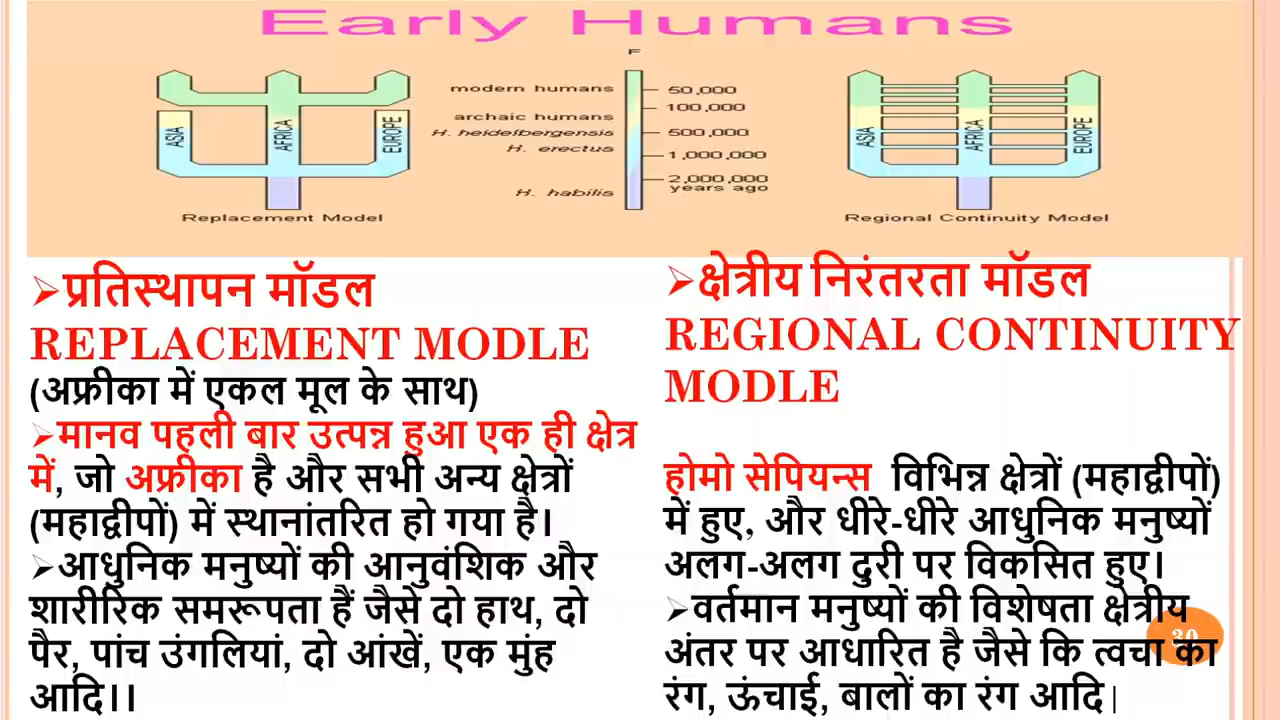 Early Humans
F
modern humans
archaic humans
H. heidelbergensis
H. erectus
H. habilis
50,000
100,000
500,000
1,000,000
2,000,000
years ago
ASIA
AFRICA
EUROPE
Replacement Model
ASIA
AFRICA
EUROPE
Regional Continuity Model
➢प्रतिस्थापन मॉडल
REPLACEMENT MODLE
(अफ्रीका में एकल मूल के साथ)
➢मानव पहली बार उत्पन्न हुआ एक ही क्षेत्र
में, जो अफ्रीका है और सभी अन्य क्षेत्रों
(महाद्वीपों) में स्थानांतरित हो गया है।
➢आधुनिक मनुष्यों की आनुवंशिक और
शारीरिक समरूपता हैं जैसे दो हाथ, दो
पैर, पांच उंगलियां, दो आंखें, एक मुंह
आदि।।
➢क्षेत्रीय निरंतरता मॉडल
REGIONAL CONTINUITY
MODLE
होमो सेपियन्स विभिन्न क्षेत्रों (महाद्वीपों)
में हुए, और धीरे-धीरे आधुनिक मनुष्यों
अलग-अलग दुरी पर विकसित हुए।
➢वर्तमान मनुष्यों की विशेषता क्षेत्रीय
अंतर पर आधारित है जैसे कि त्वचा का
रंग, ऊंचाई, बालों का रंग आदि|
30